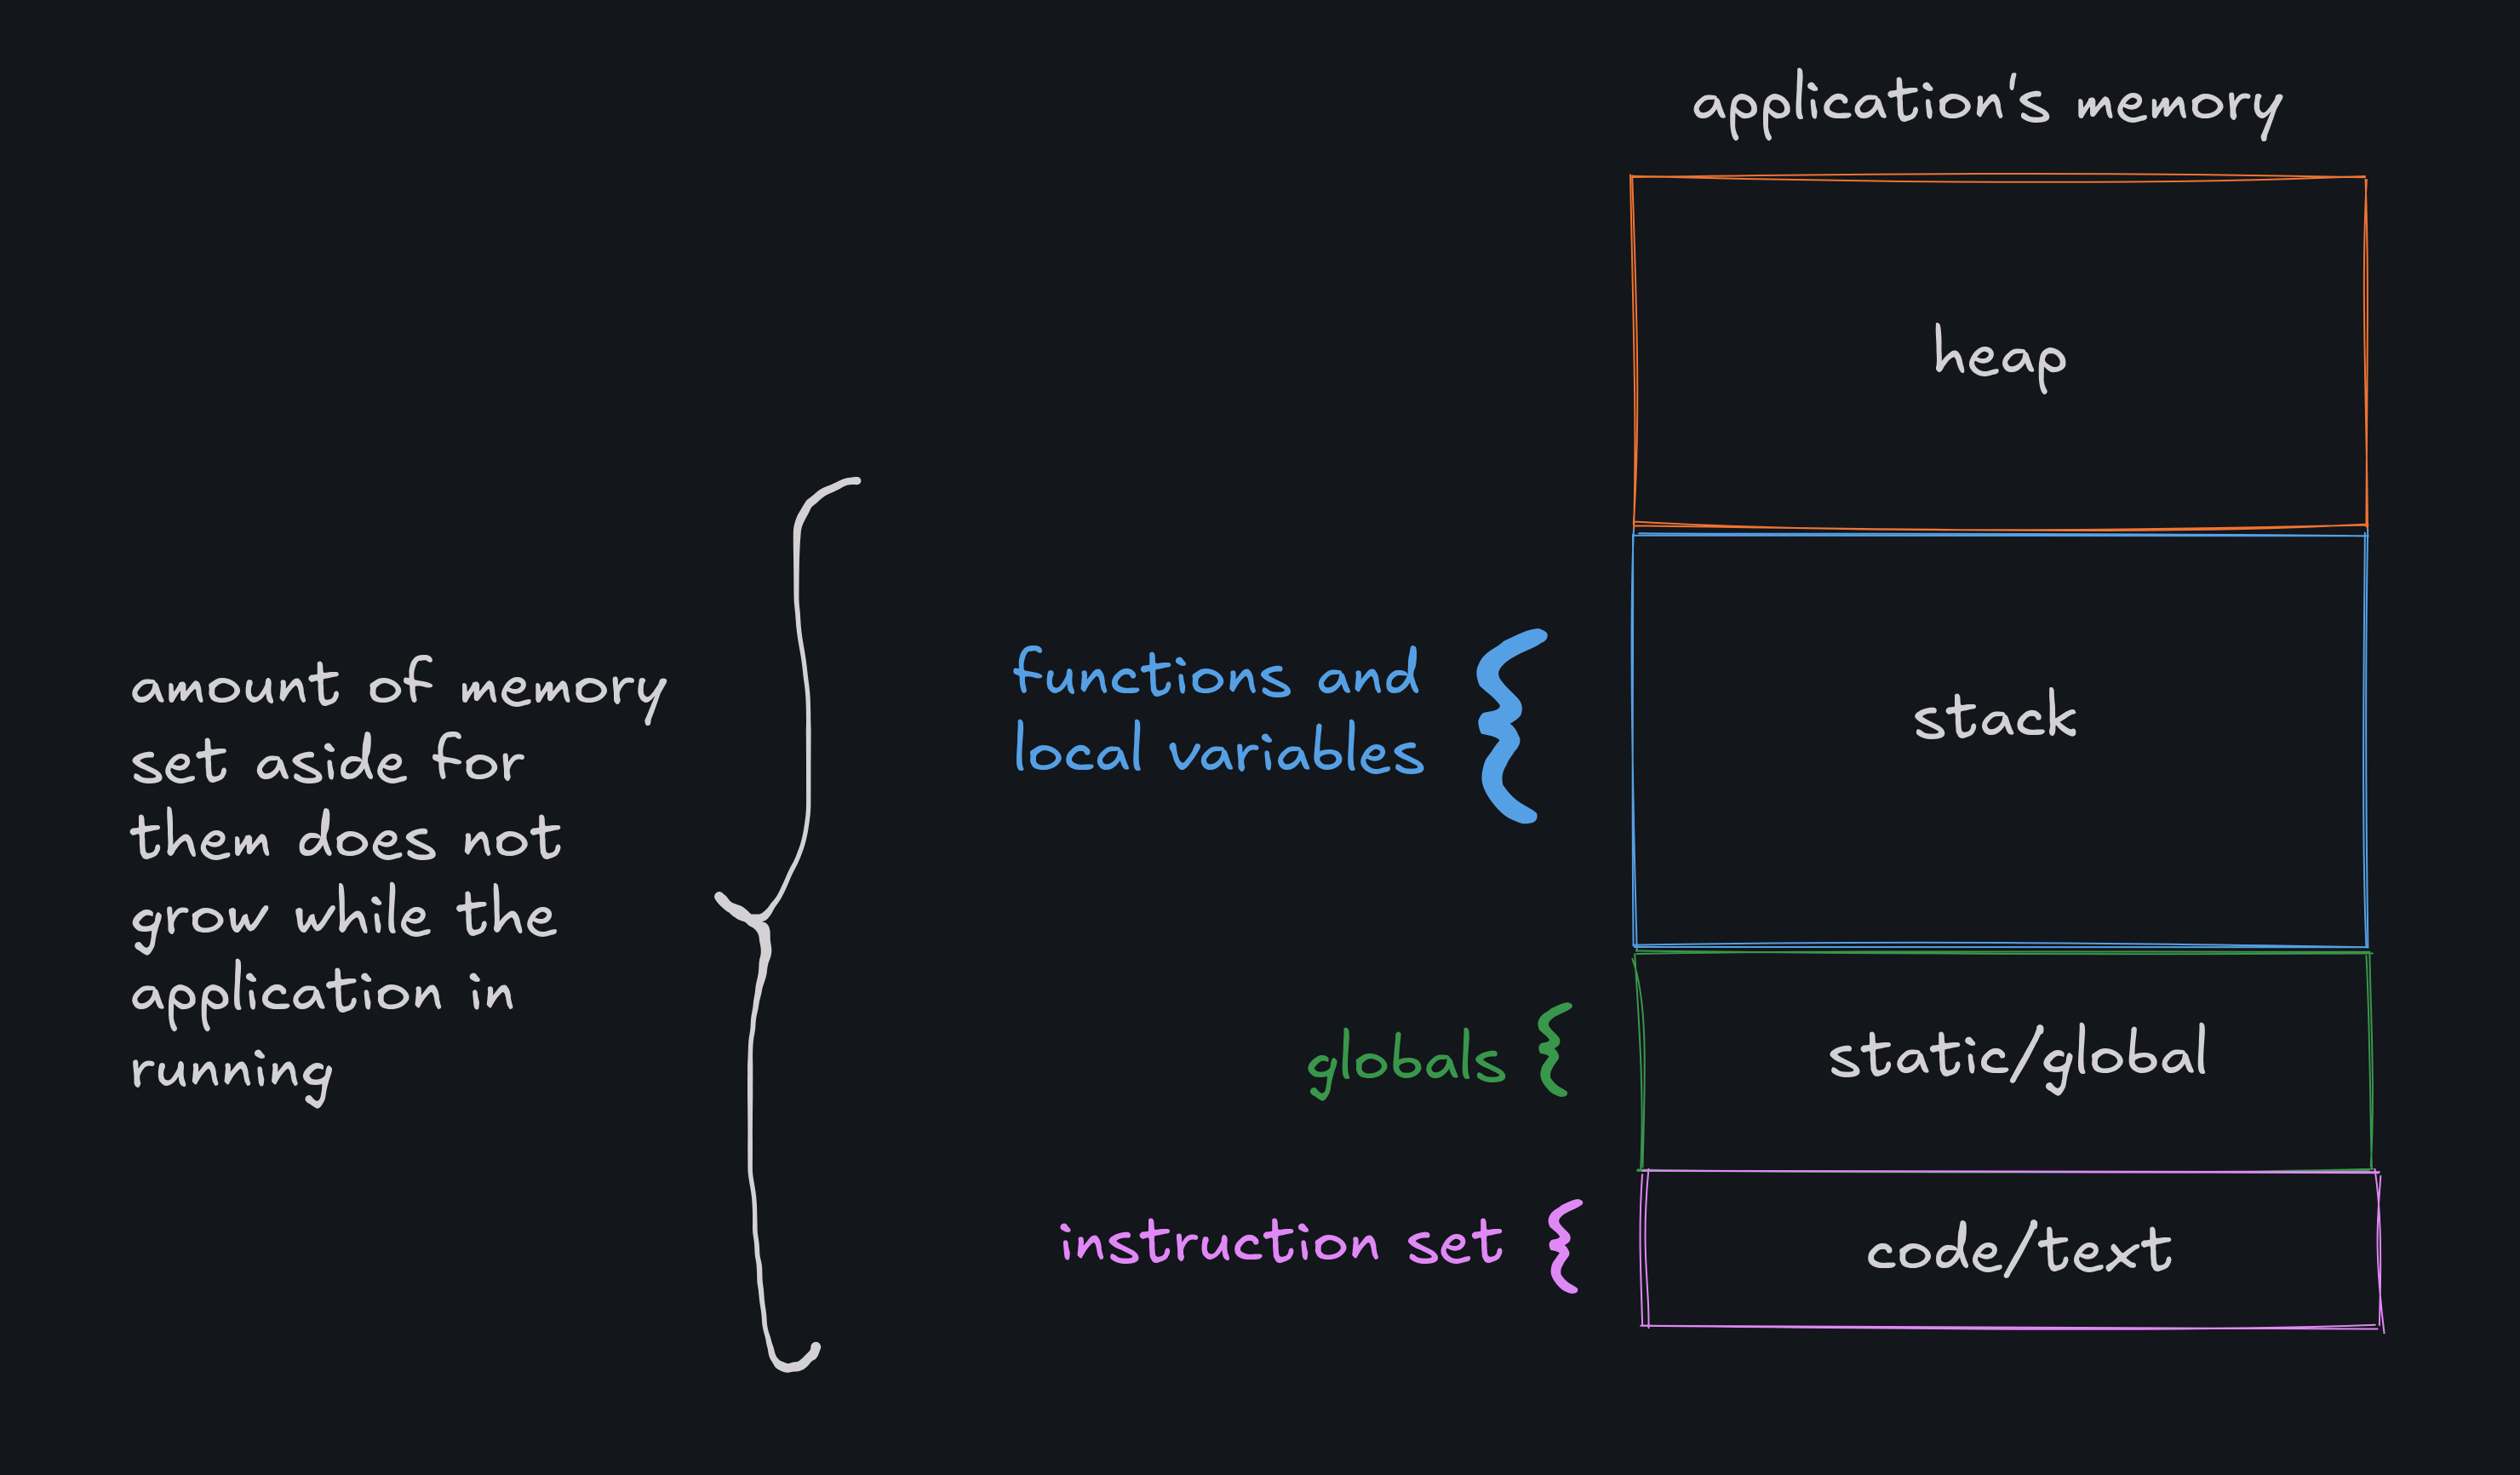 application's memory
heap
amount of memory
set aside for
them does not
grow while the
application in
running
functions and
local variables
stack
globals
static/global
instruction set
code/text